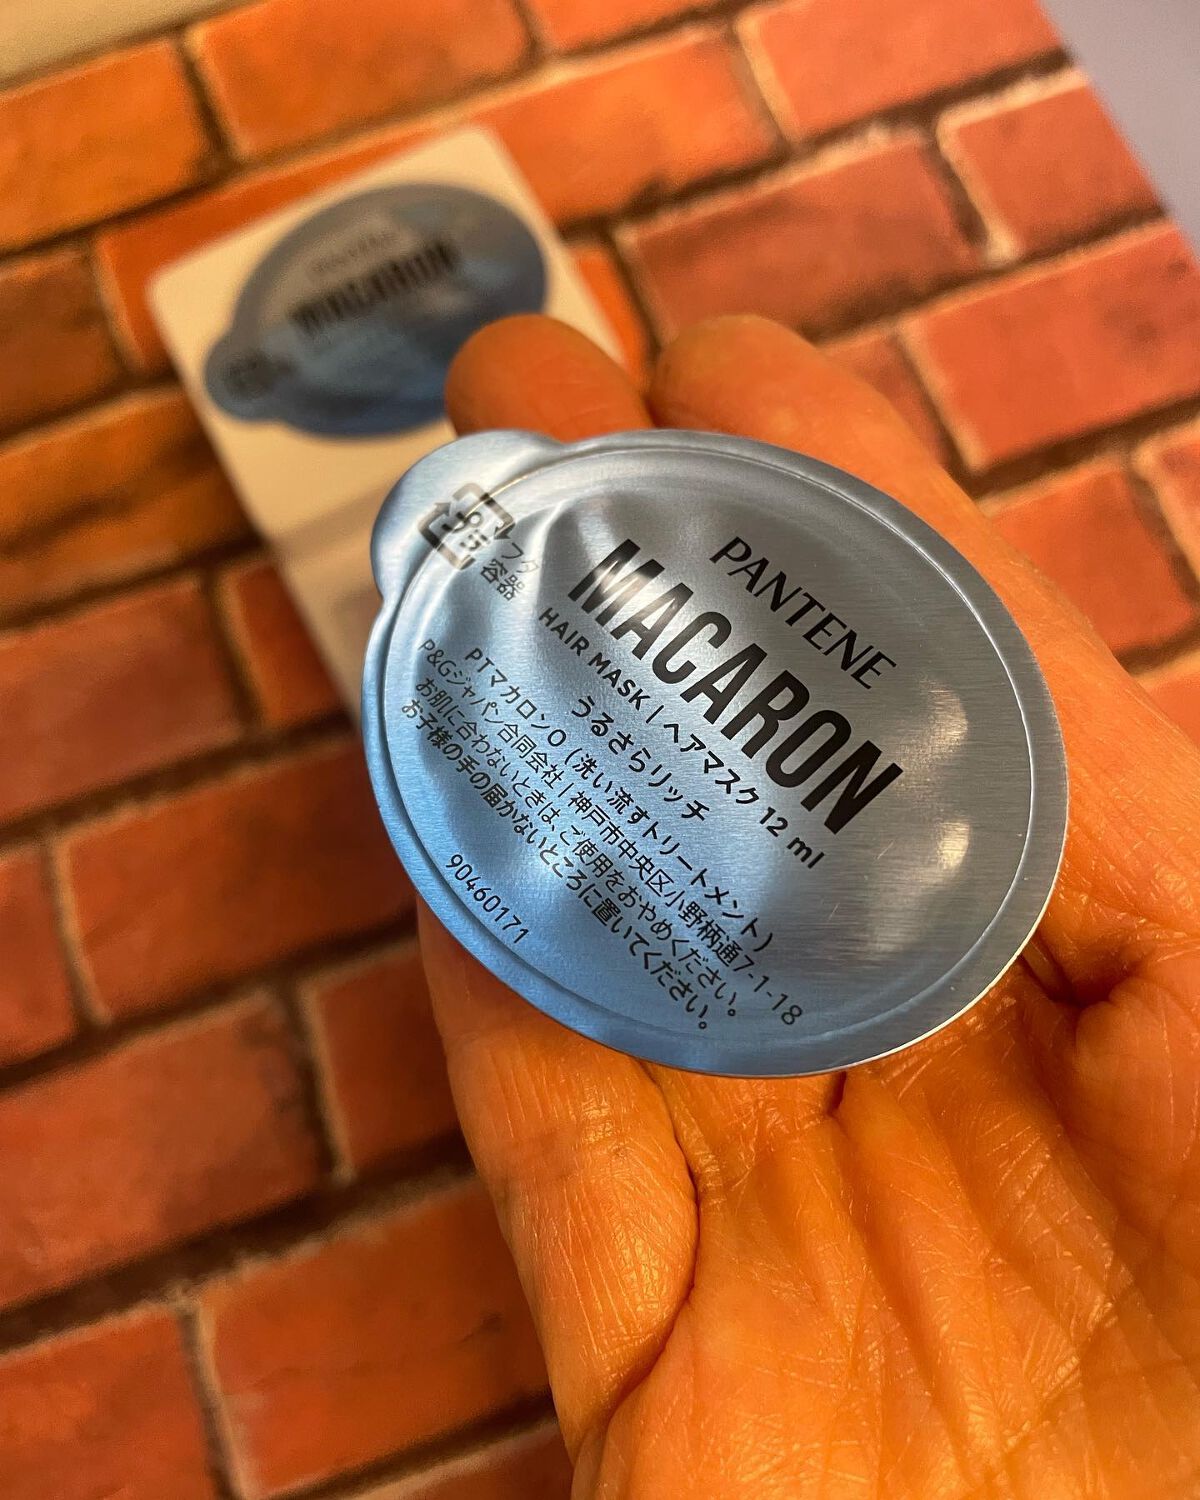 PANTENE
MACARON
HAIR MASK | ヘアマスク 12 ml
うるさらリッチ
PTマカロンO (洗い流すトリートメント)
P&Gジャパン合同会社 | 神戸市中央区小野柄通7-1-18
お肌に合わないときは、ご使用をおやめください。
お子様の手の届かないところに置いてください。
90460171
プラ
フタ
容器
MACARON